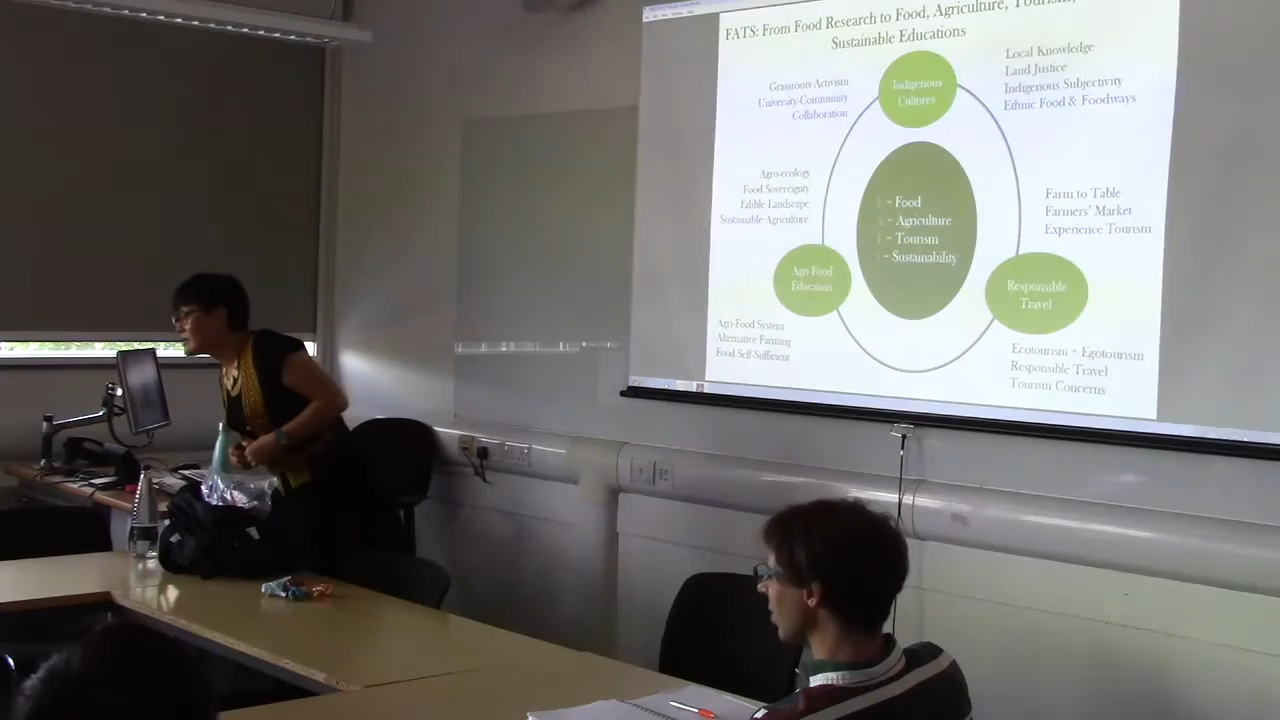 FATS: From Food Research to Food, Agriculture, Tourism,
Sustainable Educations
Indigenous
Cultures
Grassroots Activism
University-Community
Collaboration
Local Knowledge
Land Justice
Indigenous Subjectivity
Ethnic Food & Foodways
Agro-ecology
Food Sovereignty
Edible Landscape
Sustainable Agriculture
- Food
- Agriculture
- Tourism
- Sustainability
Farm to Table
Farmers' Market
Experience Tourism
Agri-Food
Education
Responsible
Travel
Agri-Food System
Alternative Farming
Food Self-Sufficient
Ecotourism = Egotourism
Responsible Travel
Tourism Concerns